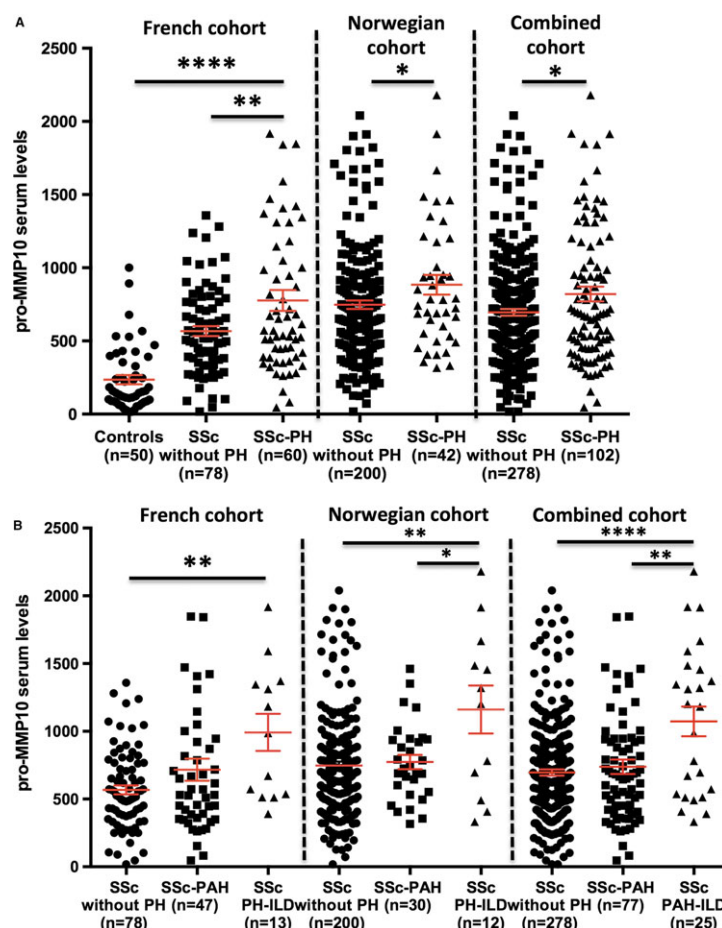 A
French cohort
Norwegian
cohort
Combined
cohort
****
**
*
*
pro-MMP10 serum levels
2500
2000
1500
1000
500
0
Controls
(n=50)
SSc
without PH
(n=78)
SSc-PH
(n=60)
SSc
without PH
(n=200)
SSc-PH
(n=42)
SSc
without PH
(n=278)
SSc-PH
(n=102)
B
French cohort
Norwegian cohort
Combined cohort
**
**
*
****
**
pro-MMP10 serum levels
2500
2000
1500
1000
500
0
SSc
without PH
(n=78)
SSc-PAH
(n=47)
SSc
PH-ILD
(n=13)
SSc
without PH
(n=200)
SSc-PAH
(n=30)
SSc
PH-ILD
(n=12)
SSc
without PH
(n=278)
SSc-PAH
(n=77)
SSc
PAH-ILD
(n=25)